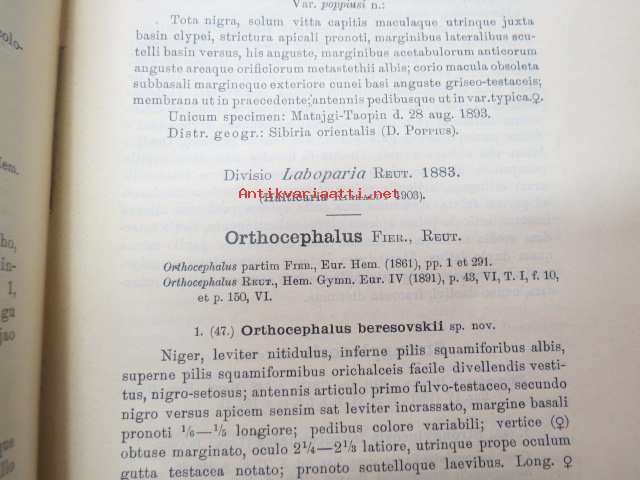 Var. poppiusi n.:
Tota nigra, solum vitta capitis maculaque utrinque juxta
basin clypei, strictura apicali pronoti, marginibus lateralibus scu-
telli basin versus, his anguste, marginibus acetabulorum anticorum
anguste areaque orificiorum metastethii albis; corio macula obsoleta
subbasali margineque exteriore cunei basi anguste griseo-testaceis;
membrana ut in praecedente; antennis pedibusque ut in var. typica. ♀.
Unicum specimen: Matajgi-Taopin d. 28 aug. 1893.
Distr. geogr.: Sibiria orientalis (D. Poppius).
Divisio Laboparia Reut. 1883.
Antikvariaatti.net
(Halticaria 1903).
Orthocephalus Fier., Reut.
Orthocephalus partim Fier., Eur. Hem. (1861), pp. 1 et 291.
Orthocephalus Reut., Hem. Gymn. Eur. IV (1891), p. 43, VI, T. I, f. 10,
et p. 150, VI.
1. (47.) Orthocephalus beresovskii sp. nov.
Niger, leviter nitidulus, inferne pilis squamiforibus albis,
superne pilis squamiformibus orichalceis facile divellendis vesti-
tus, nigro-setosus; antennis articulo primo fulvo-testaceo, secundo
nigro versus apicem sensim sat leviter incrassato, margine basali
pronoti 1/6—1/5 longiore; pedibus colore variabili; vertice (♀)
obtuse marginato, oculo 2 1/4—2 1/3 latiore, utrinque prope oculum
gutta testacea notato; pronoto scutelloque laevibus. Long. ♀